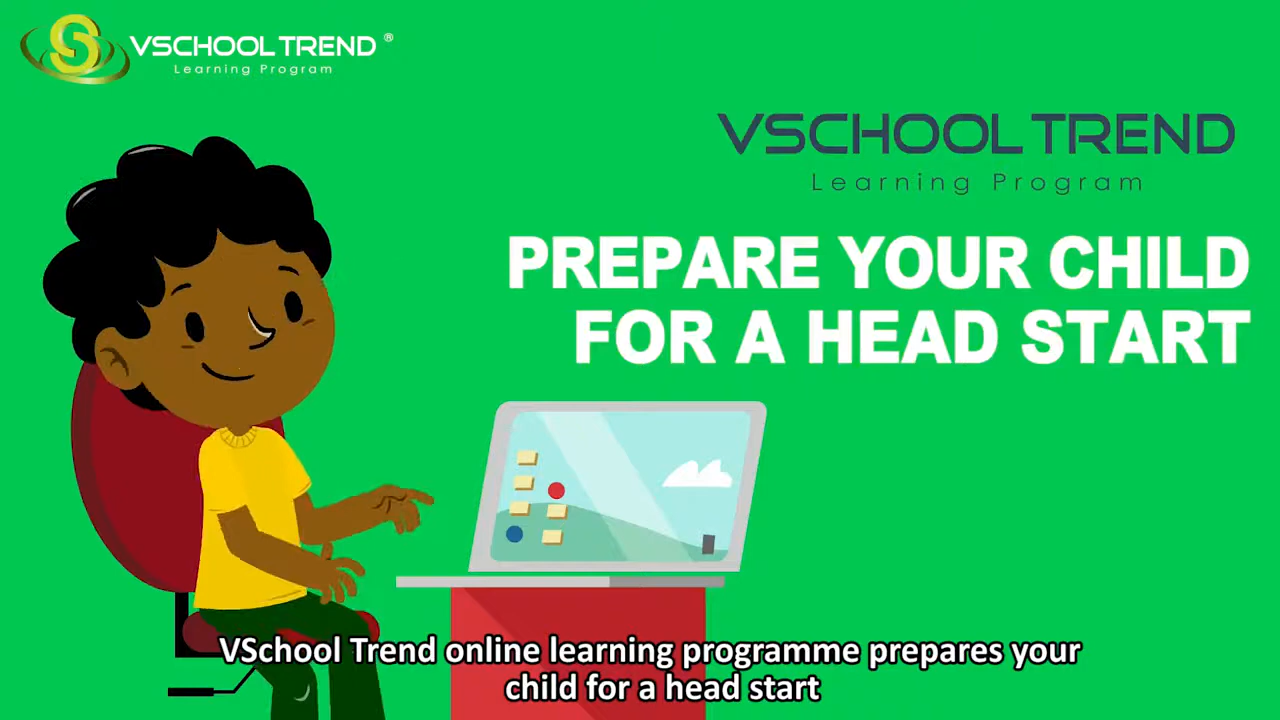 VSCHOOL TREND ®
Learning Program
VSCHOOL TREND
Learning Program
PREPARE YOUR CHILD
FOR A HEAD START
VSchool Trend online learning programme prepares your
child for a head start